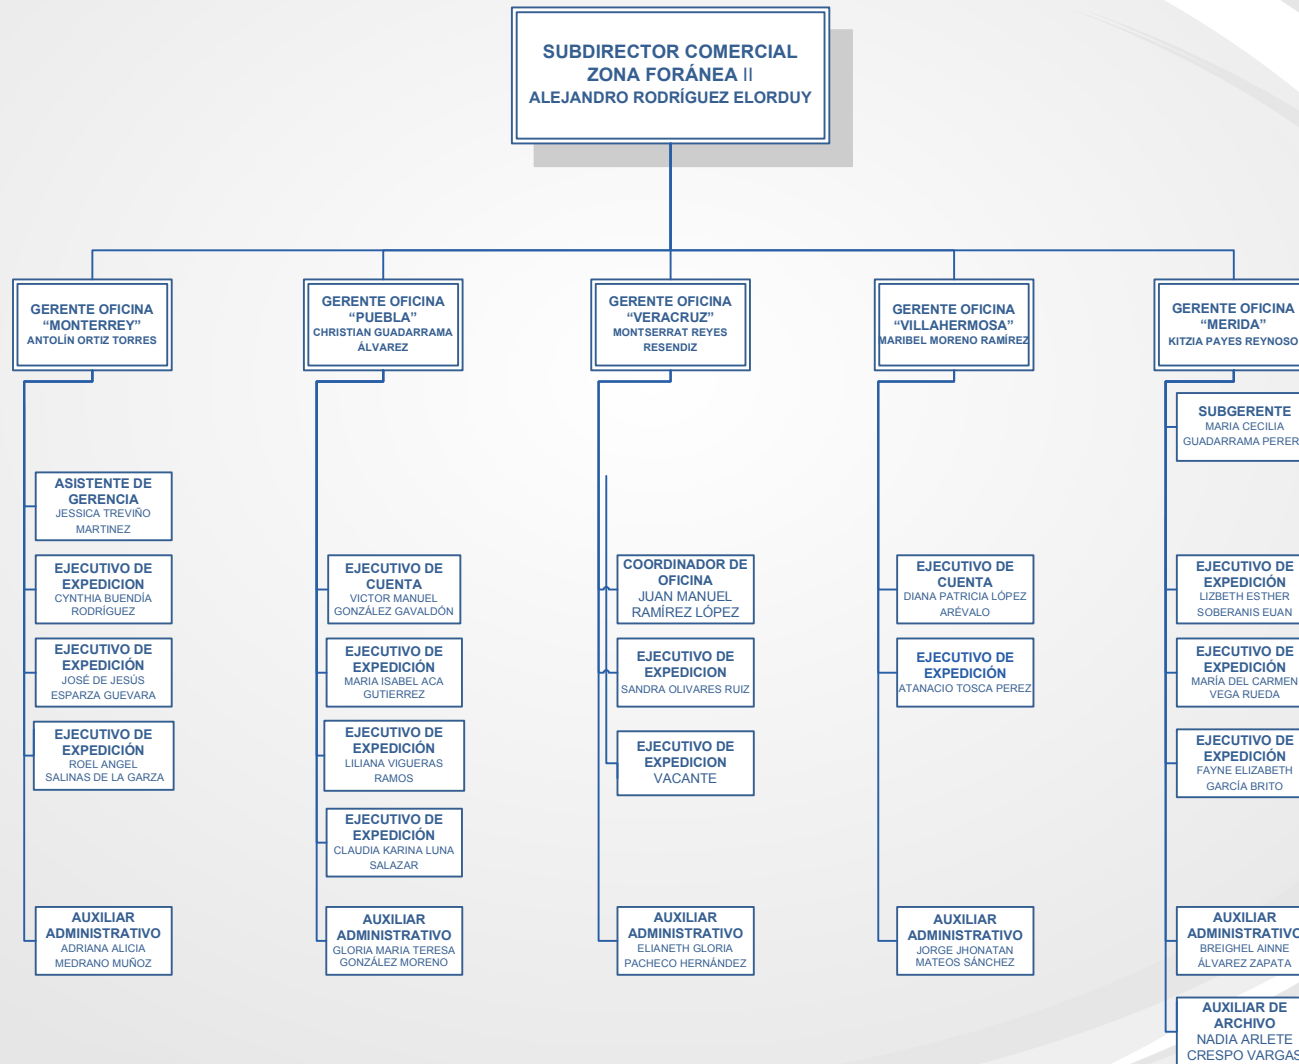 SUBDIRECTOR COMERCIAL
ZONA FORÁNEA II
ALEJANDRO RODRÍGUEZ ELORDUY
GERENTE OFICINA
“MONTERREY”
ANTOLÍN ORTIZ TORRES
ASISTENTE DE
GERENCIA
JESSICA TREVIÑO
MARTINEZ
EJECUTIVO DE
EXPEDICION
CYNTHIA BUENDÍA
RODRÍGUEZ
EJECUTIVO DE
EXPEDICIÓN
JOSÉ DE JESÚS
ESPARZA GUEVARA
EJECUTIVO DE
EXPEDICIÓN
ROEL ANGEL
SALINAS DE LA GARZA
AUXILIAR
ADMINISTRATIVO
ADRIANA ALICIA
MEDRANO MUÑOZ
GERENTE OFICINA
“PUEBLA”
CHRISTIAN GUADARRAMA
ÁLVAREZ
EJECUTIVO DE
CUENTA
VICTOR MANUEL
GONZÁLEZ GAVALDÓN
EJECUTIVO DE
EXPEDICIÓN
MARIA ISABEL ACA
GUTIERREZ
EJECUTIVO DE
EXPEDICIÓN
LILIANA VIGUERAS
RAMOS
EJECUTIVO DE
EXPEDICIÓN
CLAUDIA KARINA LUNA
SALAZAR
AUXILIAR
ADMINISTRATIVO
GLORIA MARIA TERESA
GONZÁLEZ MORENO
GERENTE OFICINA
“VERACRUZ”
MONTSERRAT REYES
RESENDIZ
COORDINADOR DE
OFICINA
JUAN MANUEL
RAMÍREZ LÓPEZ
EJECUTIVO DE
EXPEDICION
SANDRA OLIVARES RUIZ
EJECUTIVO DE
EXPEDICION
VACANTE
AUXILIAR
ADMINISTRATIVO
ELIANETH GLORIA
PACHECO HERNÁNDEZ
GERENTE OFICINA
“VILLAHERMOSA”
MARIBEL MORENO RAMÍREZ
EJECUTIVO DE
CUENTA
DIANA PATRICIA LÓPEZ
ARÉVALO
EJECUTIVO DE
EXPEDICIÓN
ATANACIO TOSCA PEREZ
AUXILIAR
ADMINISTRATIVO
JORGE JHONATAN
MATEOS SÁNCHEZ
GERENTE OFICINA
“MERIDA”
KITZIA PAYES REYNOSO
SUBGERENTE
MARIA CECILIA
GUADARRAMA PERER
EJECUTIVO DE
EXPEDICIÓN
LIZBETH ESTHER
SOBERANIS EUAN
EJECUTIVO DE
EXPEDICIÓN
MARÍA DEL CARMEN
VEGA RUEDA
EJECUTIVO DE
EXPEDICIÓN
FAYNE ELIZABETH
GARCÍA BRITO
AUXILIAR
ADMINISTRATIVO
BREIGHEL AINNE
ÁLVAREZ ZAPATA
AUXILIAR DE
ARCHIVO
NADIA ARLETE
CRESPO VARGAS